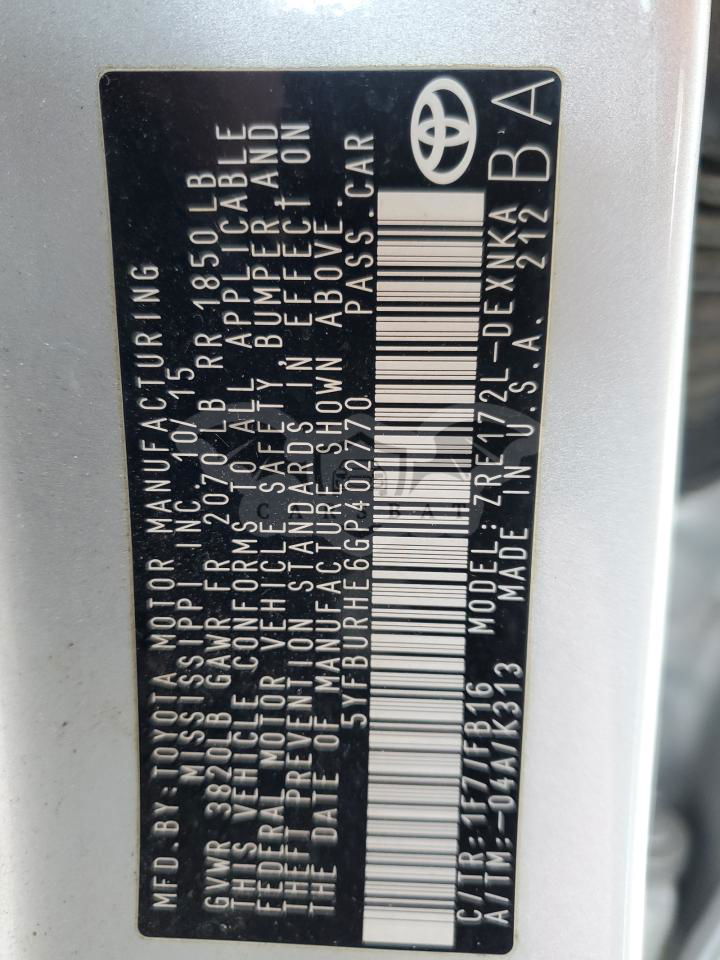 MFD.BY:TOYOTA MOTOR MANUFACTURING
MISSISSIPPI INC. 10/15
GVWR 3820LB GAWR FR 2070LB RR 1850LB
THIS VEHICLE CONFORMS TO ALL APPLICABLE
FEDERAL MOTOR VEHICLE SAFETY, BUMPER AND
THEFT PREVENTION STANDARDS IN EFFECT ON
THE DATE OF MANUFACTURE SHOWN ABOVE.
5YFBURHE6GP402770 PASS.CAR
C/TR:1F7/FB16 MODEL:ZRE172L-DEXNKA
A/TM:-04A/K313 MADE IN U.S.A. 212
BA
CARSBAT